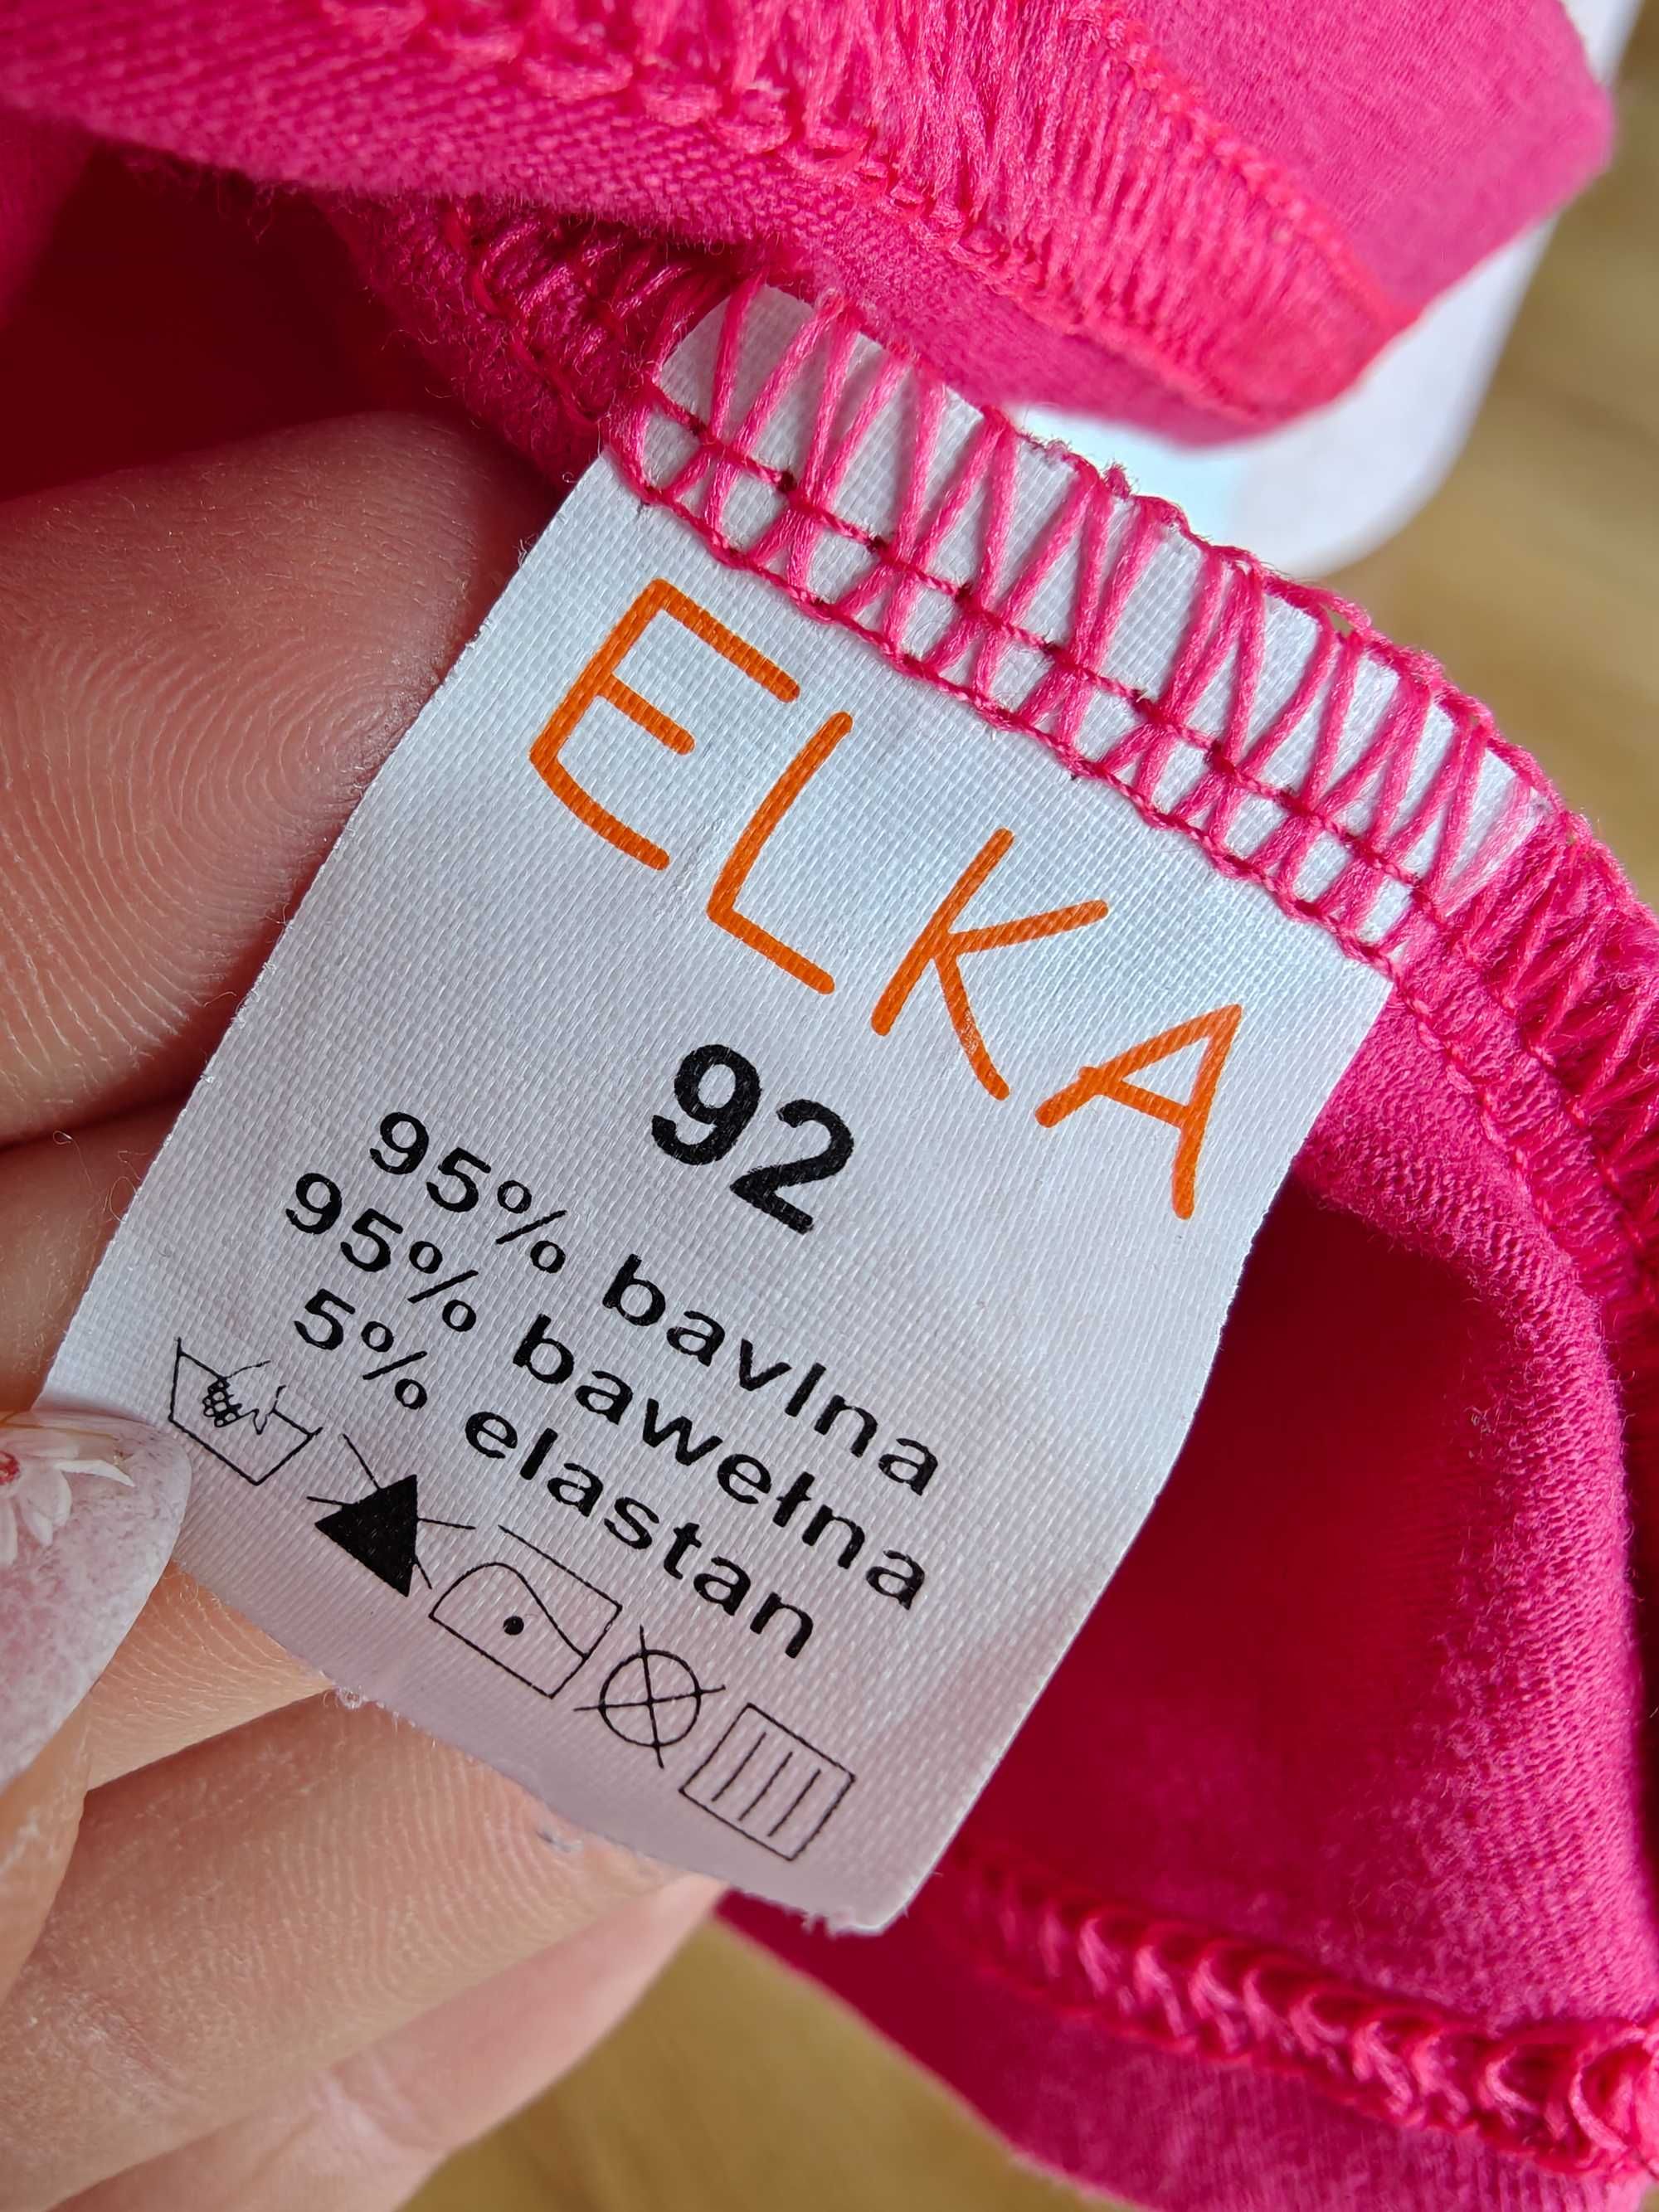 ELKA
92
95% bavlna
95% bawełna
5% elastan